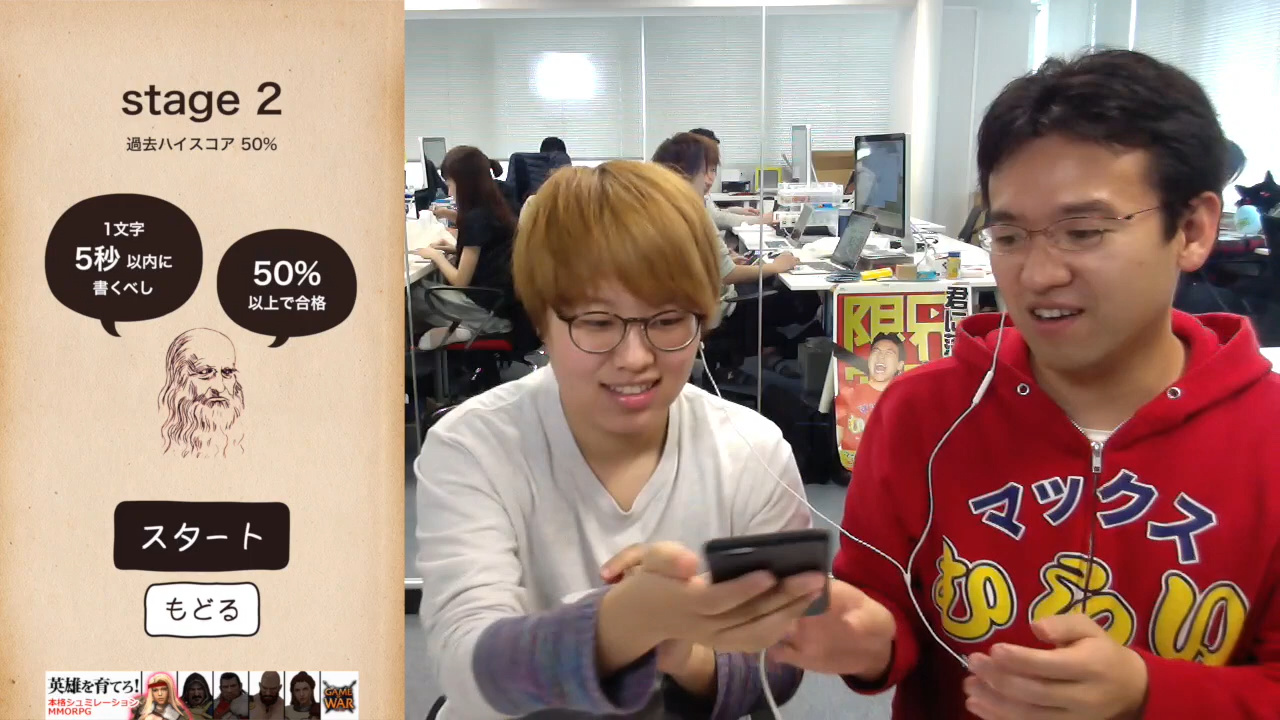 stage 2
過去ハイスコア 50%
1文字
5秒 以内に
書くべし
50%
以上で合格
スタート
もどる
英雄を育てろ!
本格シュミレーション
MMORPG
GAME
OF
WAR
マックス
むらい